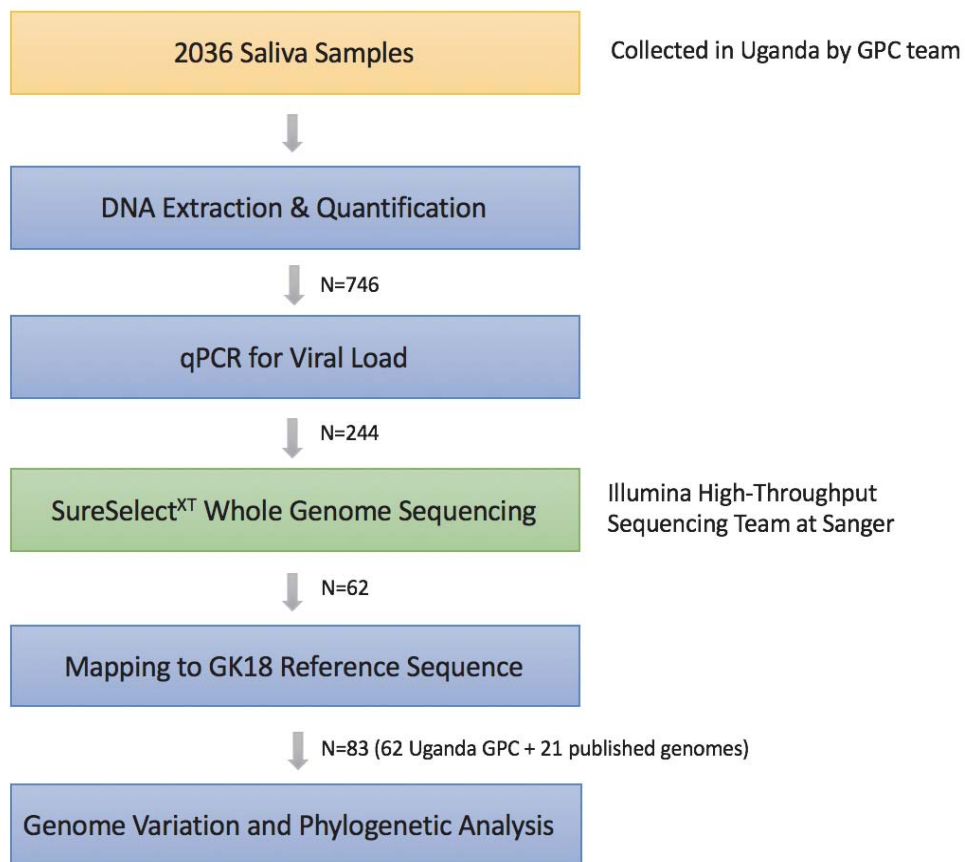 2036 Saliva Samples
Collected in Uganda by GPC team
DNA Extraction & Quantification
N=746
qPCR for Viral Load
N=244
SureSelectXT Whole Genome Sequencing
Illumina High-Throughput
Sequencing Team at Sanger
N=62
Mapping to GK18 Reference Sequence
N=83 (62 Uganda GPC + 21 published genomes)
Genome Variation and Phylogenetic Analysis